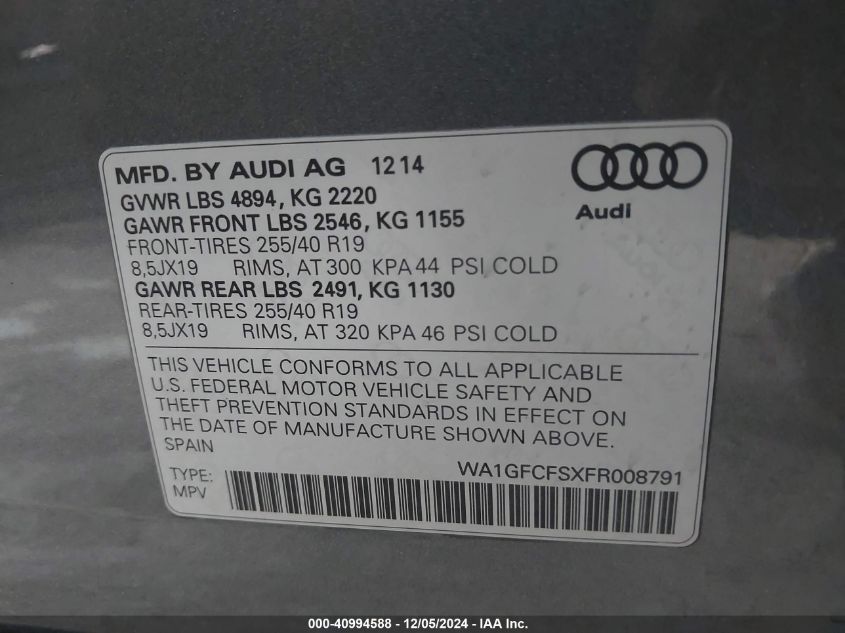 MFD. BY AUDI AG 12 14
Audi
GVWR LBS 4894, KG 2220
GAWR FRONT LBS 2546, KG 1155
FRONT-TIRES 255/40 R19
8,5JX19 RIMS, AT 300 KPA 44 PSI COLD
GAWR REAR LBS 2491, KG 1130
REAR-TIRES 255/40 R19
8,5JX19 RIMS, AT 320 KPA 46 PSI COLD
THIS VEHICLE CONFORMS TO ALL APPLICABLE
U.S. FEDERAL MOTOR VEHICLE SAFETY AND
THEFT PREVENTION STANDARDS IN EFFECT ON
THE DATE OF MANUFACTURE SHOWN ABOVE.
SPAIN
WA1GFCFSXFR008791
TYPE:
MPV
000-40994588 - 12/05/2024 - IAA Inc.